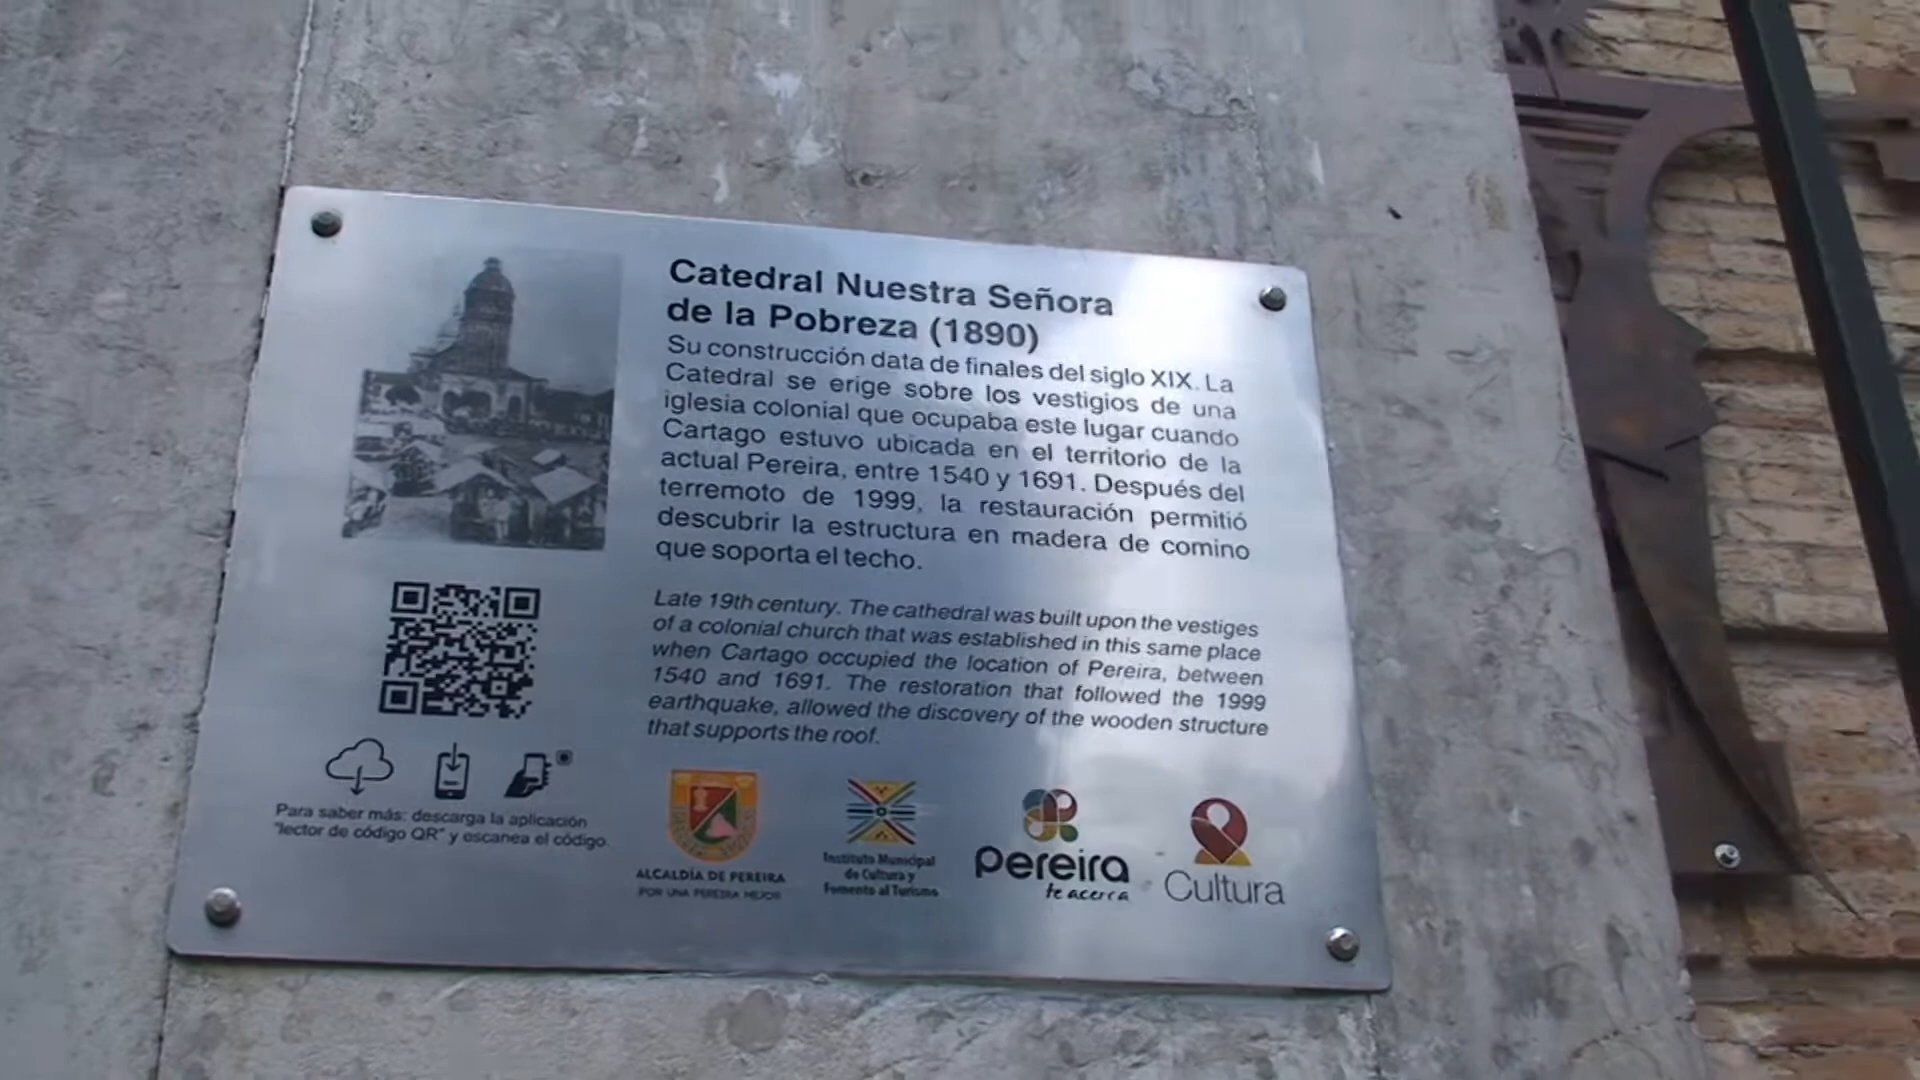 Catedral Nuestra Señora
de la Pobreza (1890)
Su construcción data de finales del siglo XIX. La
Catedral se erige sobre los vestigios de una
iglesia colonial que ocupaba este lugar cuando
Cartago estuvo ubicada en el territorio de la
actual Pereira, entre 1540 y 1691. Después del
terremoto de 1999, la restauración permitió
descubrir la estructura en madera de comino
que soporta el techo.
Late 19th century. The cathedral was built upon the vestiges
of a colonial church that was established in this same place
when Cartago occupied the location of Pereira, between
1540 and 1691. The restoration that followed the 1999
earthquake, allowed the discovery of the wooden structure
that supports the roof.
Para saber más: descarga la aplicación
"lector de código QR" y escanea el código
ALCALDÍA DE PEREIRA
POR UNA PEREIRA MEJOR
Instituto Municipal
de Cultura y
Fomento al Turismo
pereira
te acerca
Cultura